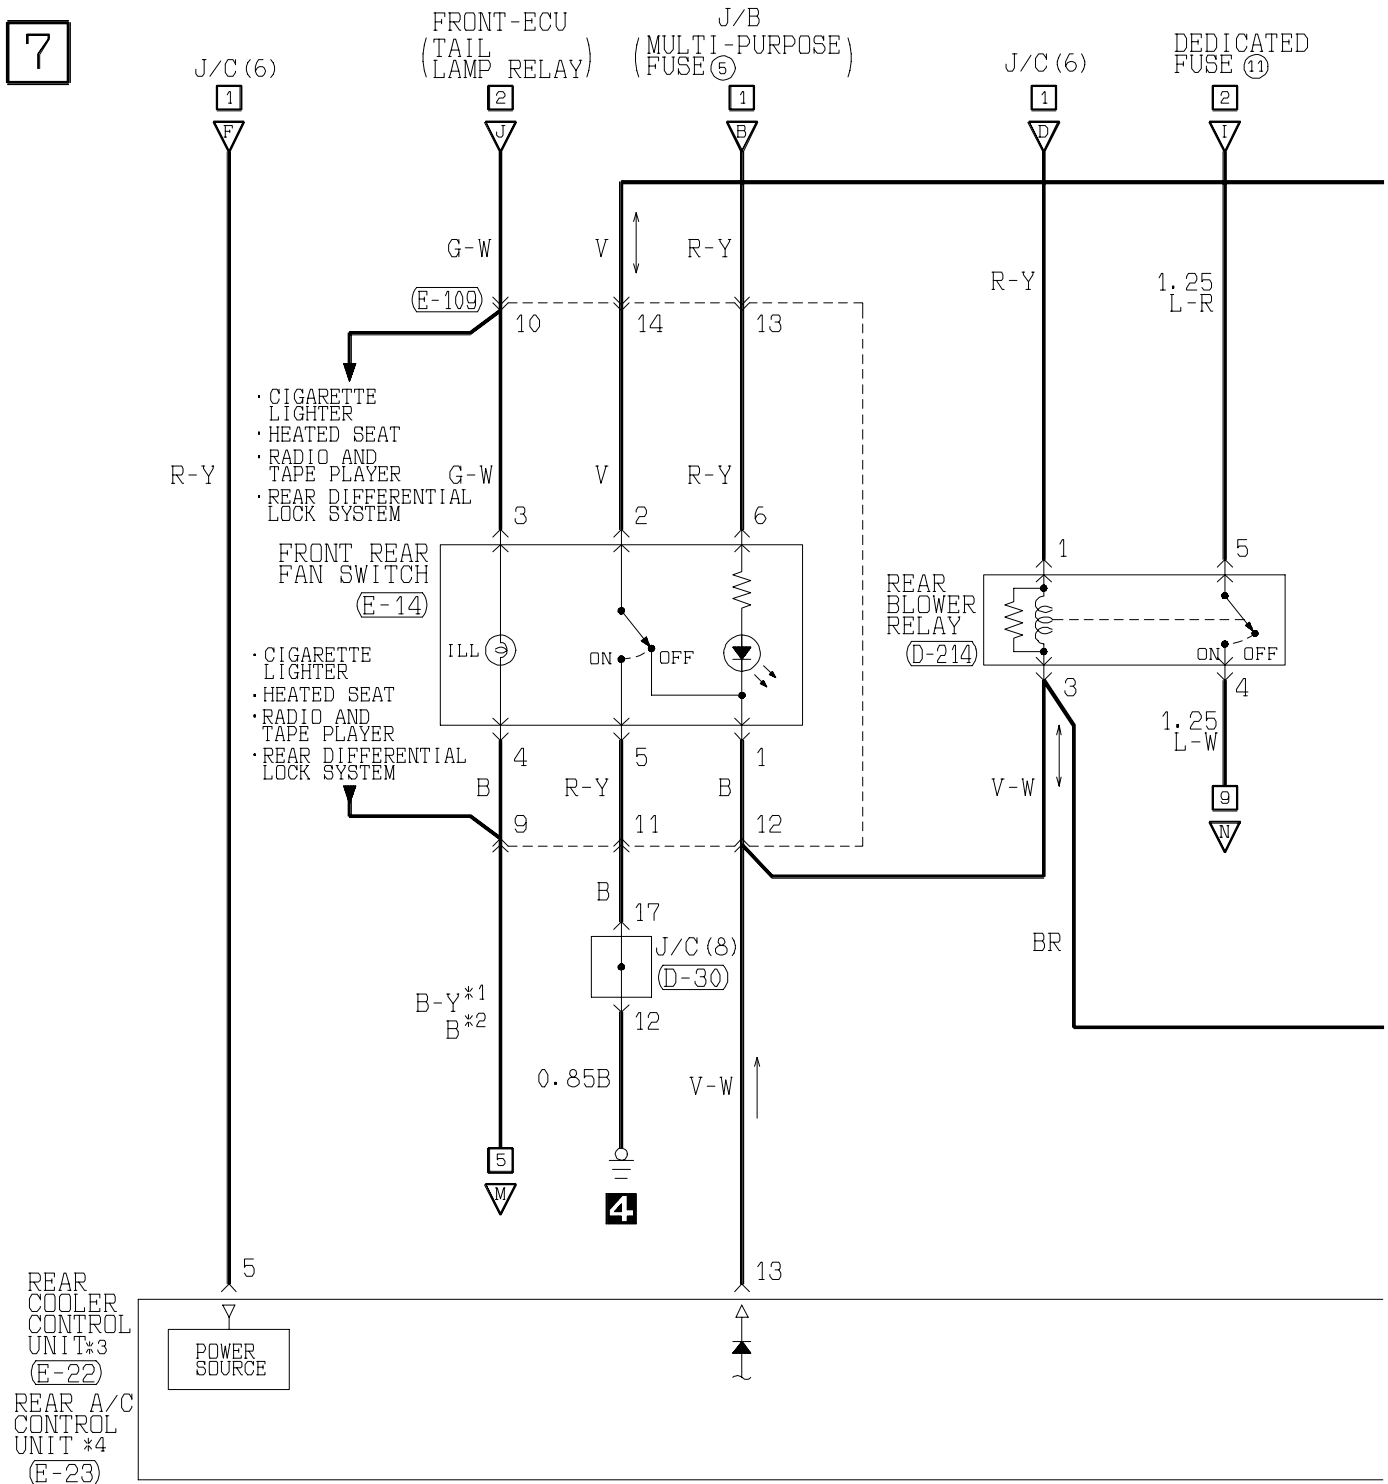 7
J/C(6)
1
F
FRONT-ECU
(TAIL
LAMP RELAY)
2
J
J/B
(MULTI-PURPOSE
FUSE⑤)
1
B
J/C(6)
1
D
DEDICATED
FUSE⑪
2
I
G-W
V
R-Y
R-Y
1.25
L-R
E-109
10
14
13
· CIGARETTE
LIGHTER
· HEATED SEAT
· RADIO AND
TAPE PLAYER
· REAR DIFFERENTIAL
LOCK SYSTEM
R-Y
G-W
V
R-Y
3
2
6
FRONT REAR
FAN SWITCH
E-14
ILL
ON
OFF
1
5
REAR
BLOWER
RELAY
D-214
ON
OFF
3
4
· CIGARETTE
LIGHTER
· HEATED SEAT
· RADIO AND
TAPE PLAYER
· REAR DIFFERENTIAL
LOCK SYSTEM
4
5
1
B
R-Y
B
V-W
1.25
L-W
9
N
9
11
12
B
17
J/C(8)
D-30
12
BR
B-Y*1
B*2
0.85B
V-W
5
M
4
5
13
REAR
COOLER
CONTROL
UNIT*3
E-22
REAR A/C
CONTROL
UNIT *4
E-23
POWER
SOURCE